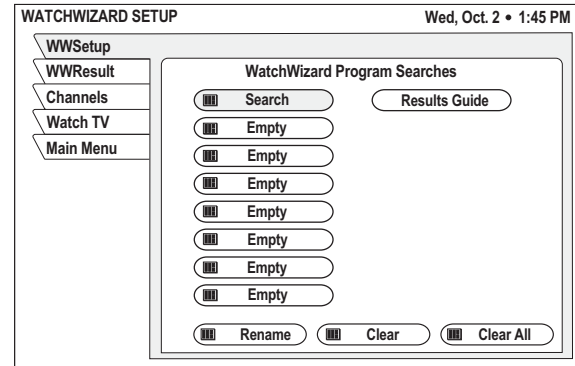 WATCHWIZARD SETUP Wed, Oct. 2 • 1:45 PM
WWSetup
WWResult
Channels
Watch TV
Main Menu
WatchWizard Program Searches
Search Results Guide
Empty
Empty
Empty
Empty
Empty
Empty
Empty
Rename Clear Clear All